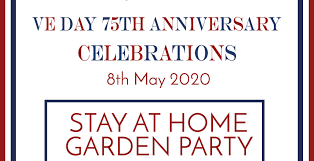 VE DAY 75TH ANNIVERSARY
CELEBRATIONS
8th May 2020
STAY AT HOME
GARDEN PARTY